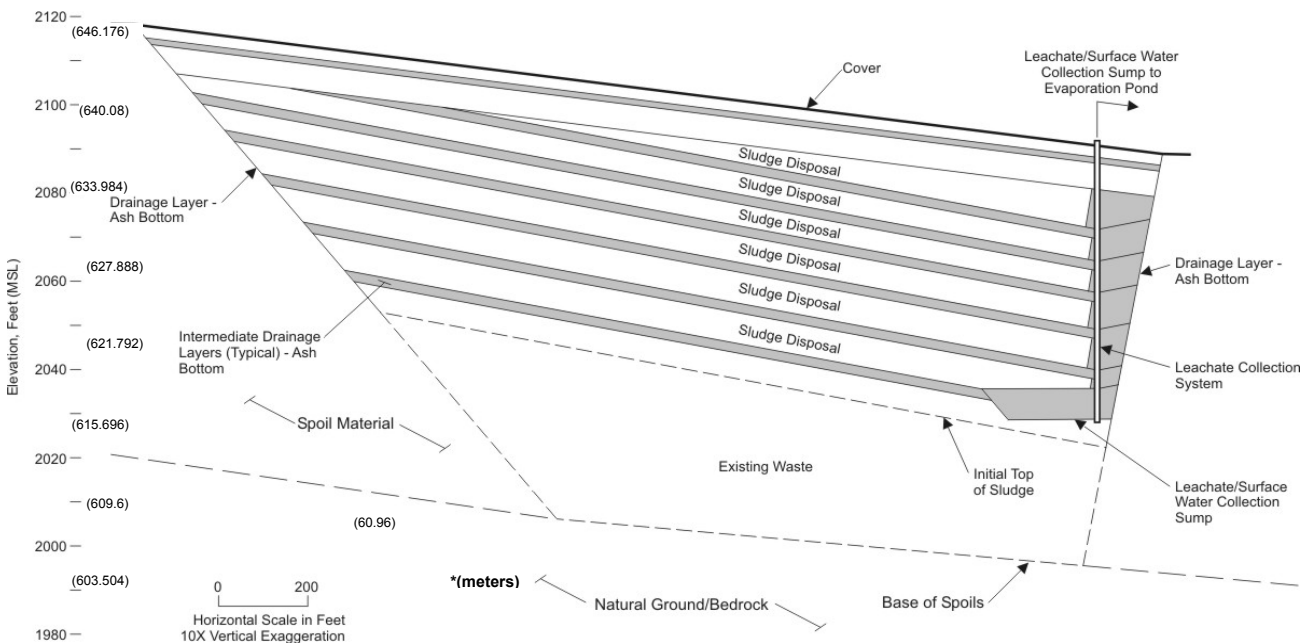 2120
(646.176)
2100
(640.08)
2080
(633.984)
(627.888)
2060
(621.792)
2040
(615.696)
2020
(609.6)
2000
(603.504)
1980
Elevation, Feet (MSL)
Cover
Leachate/Surface Water
Collection Sump to
Evaporation Pond
Drainage Layer -
Ash Bottom
Sludge Disposal
Sludge Disposal
Sludge Disposal
Sludge Disposal
Sludge Disposal
Sludge Disposal
Drainage Layer -
Ash Bottom
Intermediate Drainage
Layers (Typical) - Ash
Bottom
Leachate Collection
System
Spoil Material
Existing Waste
Initial Top
of Sludge
Leachate/Surface
Water Collection
Sump
(60.96)
*(meters)
0
200
Horizontal Scale in Feet
10X Vertical Exaggeration
Natural Ground/Bedrock
Base of Spoils